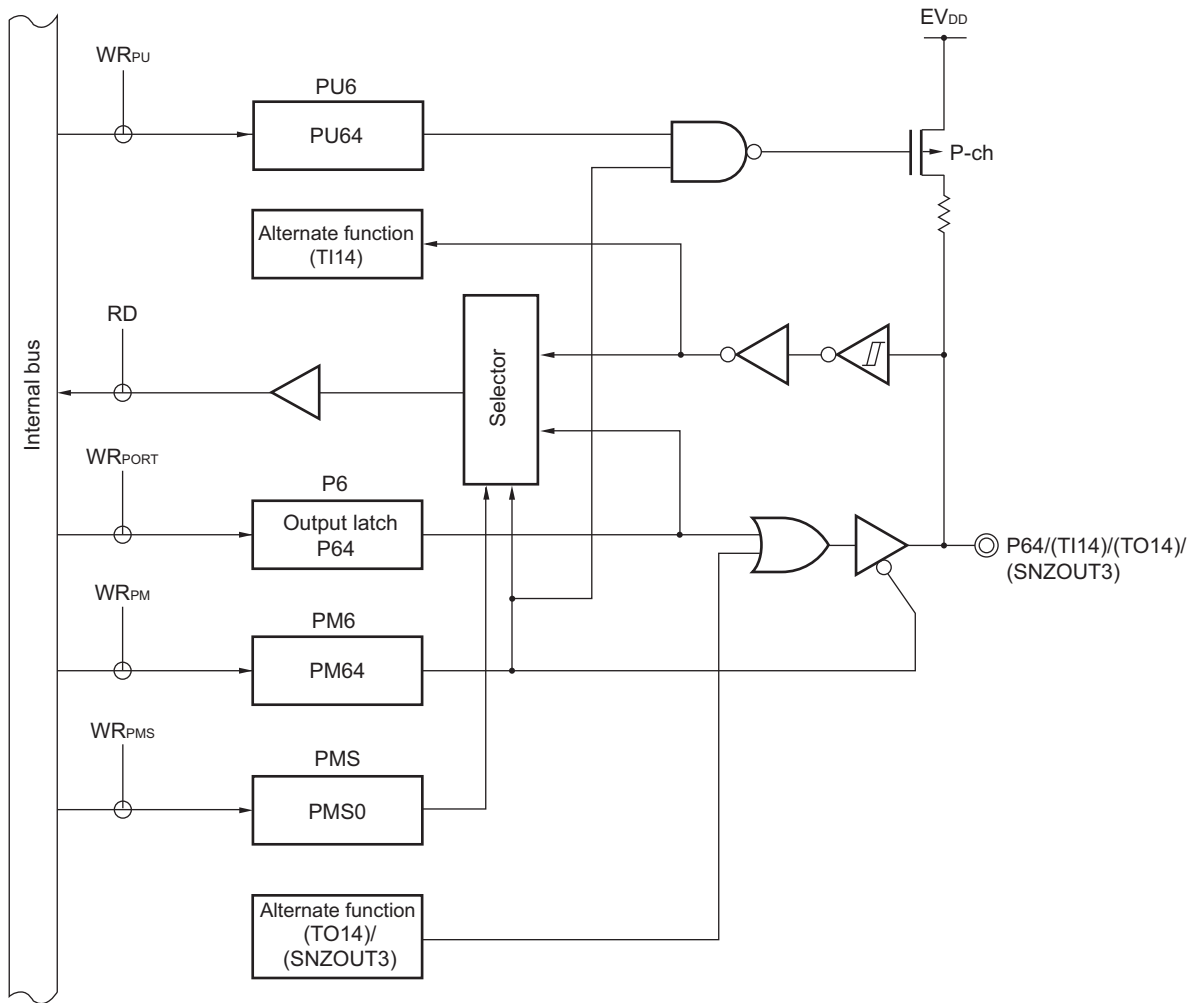 EVDD
WRPU
PU6
PU64
P-ch
Alternate function
(TI14)
RD
Selector
Internal bus
WRPORT
P6
Output latch
P64
P64/(TI14)/(TO14)/
(SNZOUT3)
WRPM
PM6
PM64
WRPMS
PMS
PMS0
Alternate function
(TO14)/
(SNZOUT3)